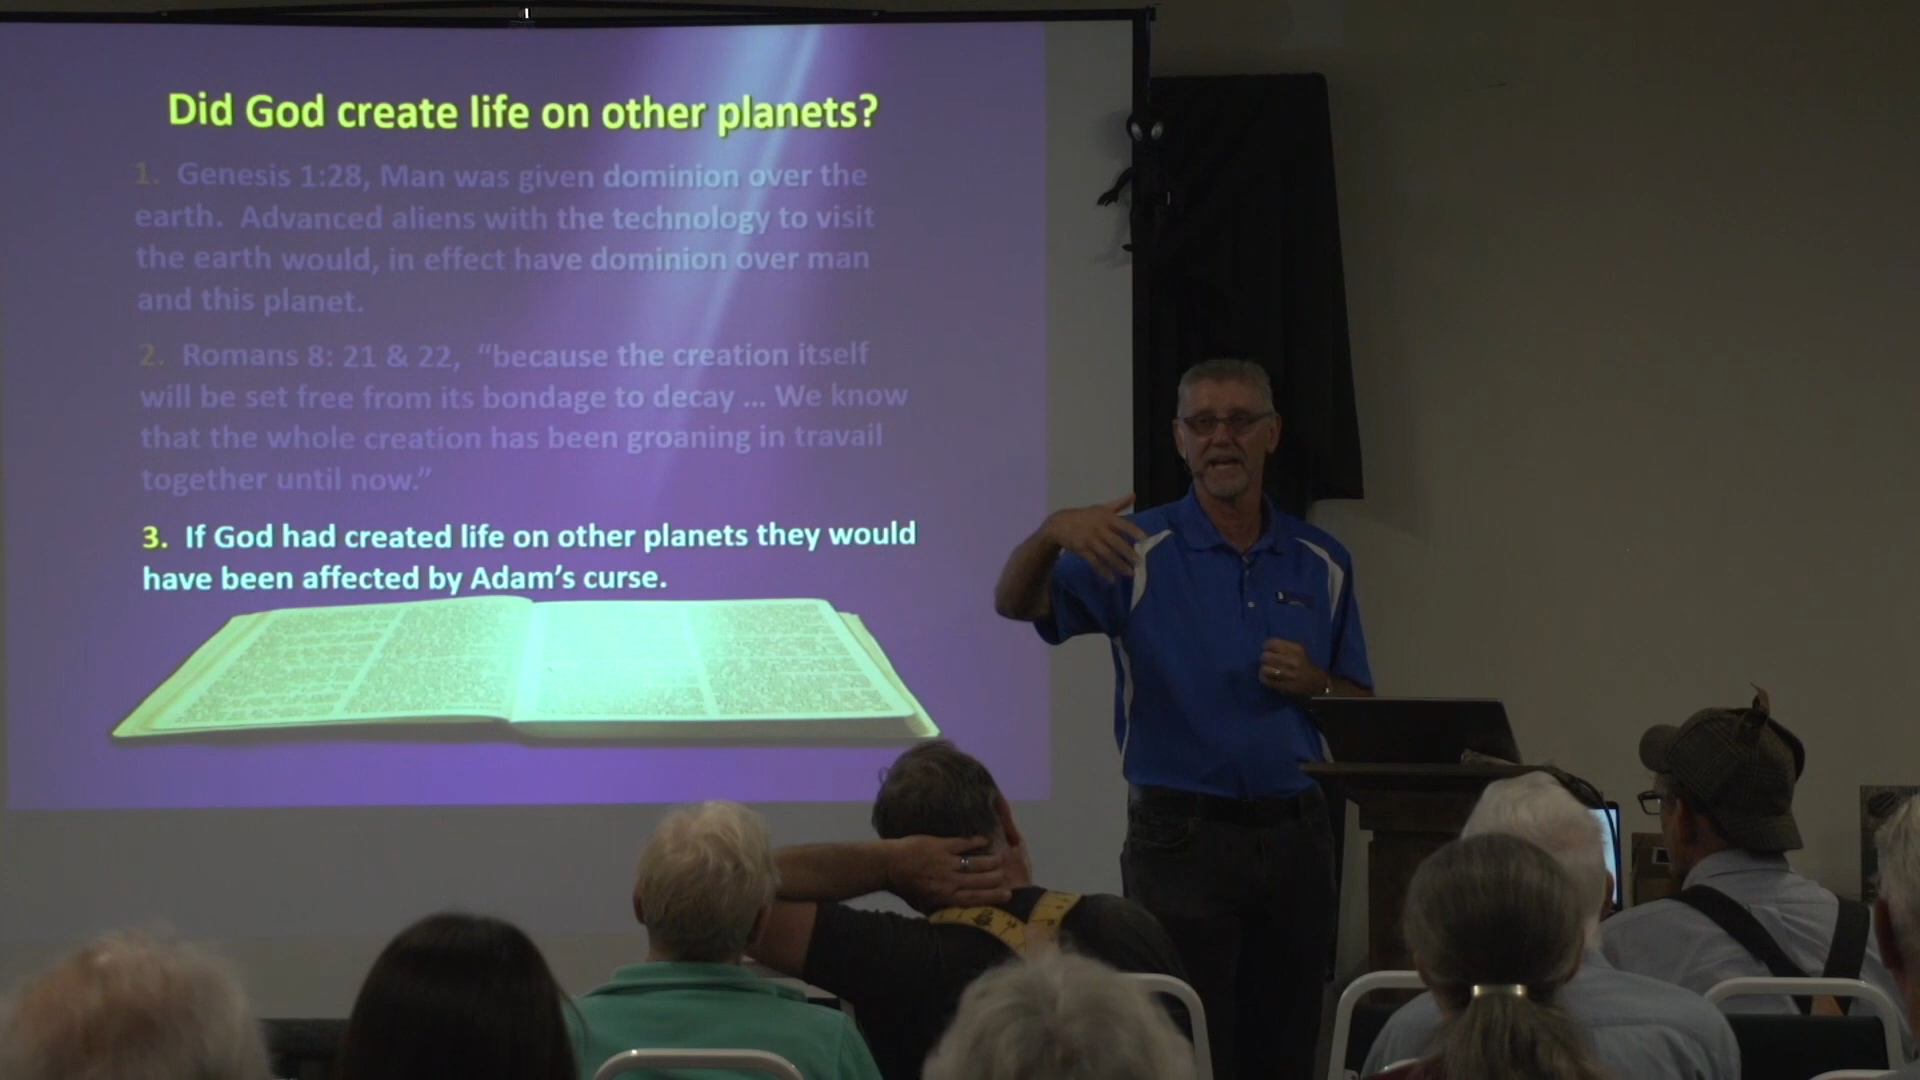 Did God create life on other planets?
1. Genesis 1:28, Man was given dominion over the
earth. Advanced aliens with the technology to visit
the earth would, in effect have dominion over man
and this planet.
2. Romans 8: 21 & 22, “because the creation itself
will be set free from its bondage to decay ... We know
that the whole creation has been groaning in travail
together until now.”
3. If God had created life on other planets they would
have been affected by Adam’s curse.